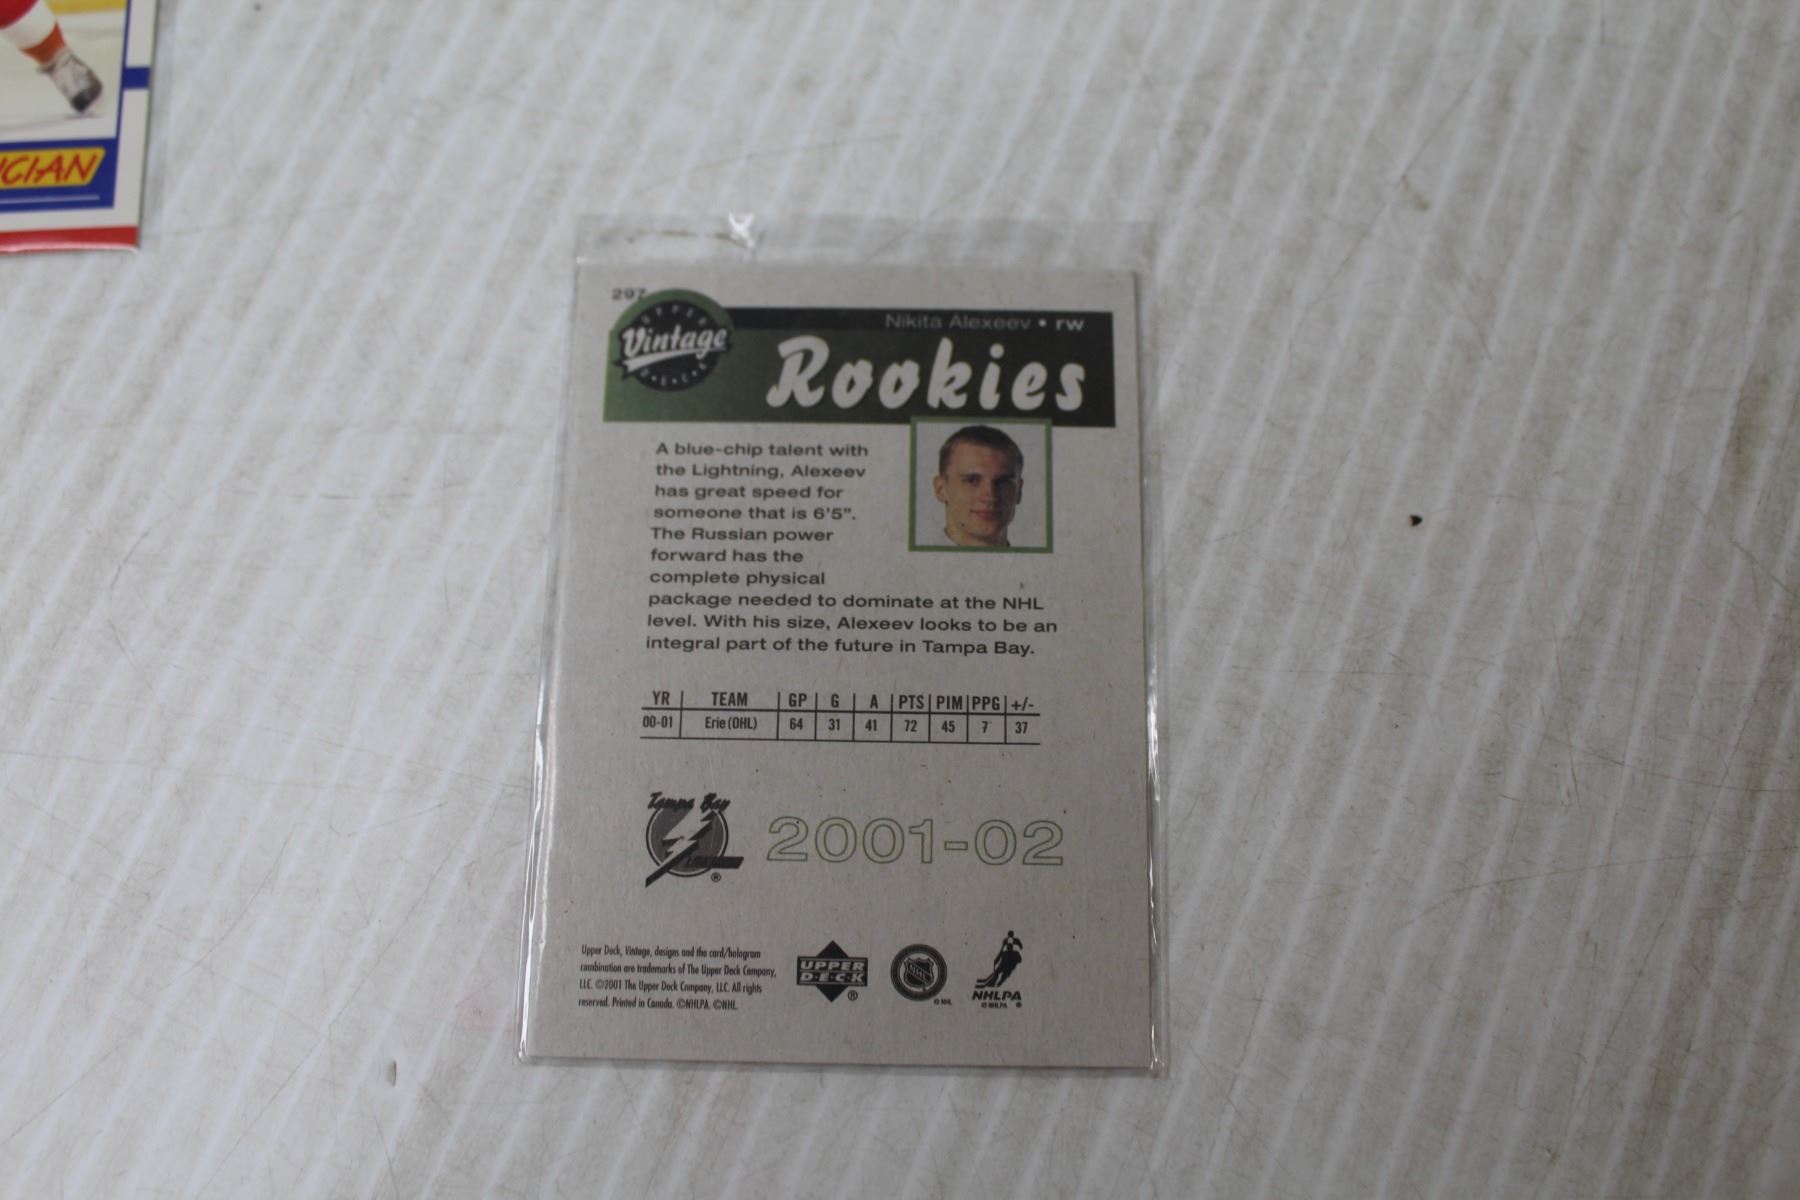 ICIAN
297
UPPER
Vintage
DECK
Nikita Alexeev • rw
Rookies
A blue-chip talent with
the Lightning, Alexeev
has great speed for
someone that is 6'5".
The Russian power
forward has the
complete physical
package needed to dominate at the NHL
level. With his size, Alexeev looks to be an
integral part of the future in Tampa Bay.
YR TEAM GP G A PTS PIM PPG +/-
00-01 Erie (OHL) 64 31 41 72 45 7 37
Tampa Bay
®
2001-02
Upper Deck, Vintage, designs and the card/hologram
combination are trademarks of The Upper Deck Company,
LLC. ©2001 The Upper Deck Company, LLC. All rights
reserved. Printed in Canada. ©NHLPA. ©NHL.
UPPER
D·E·C·K
®
NHL
© NHL
NHLPA
© NHLPA ®